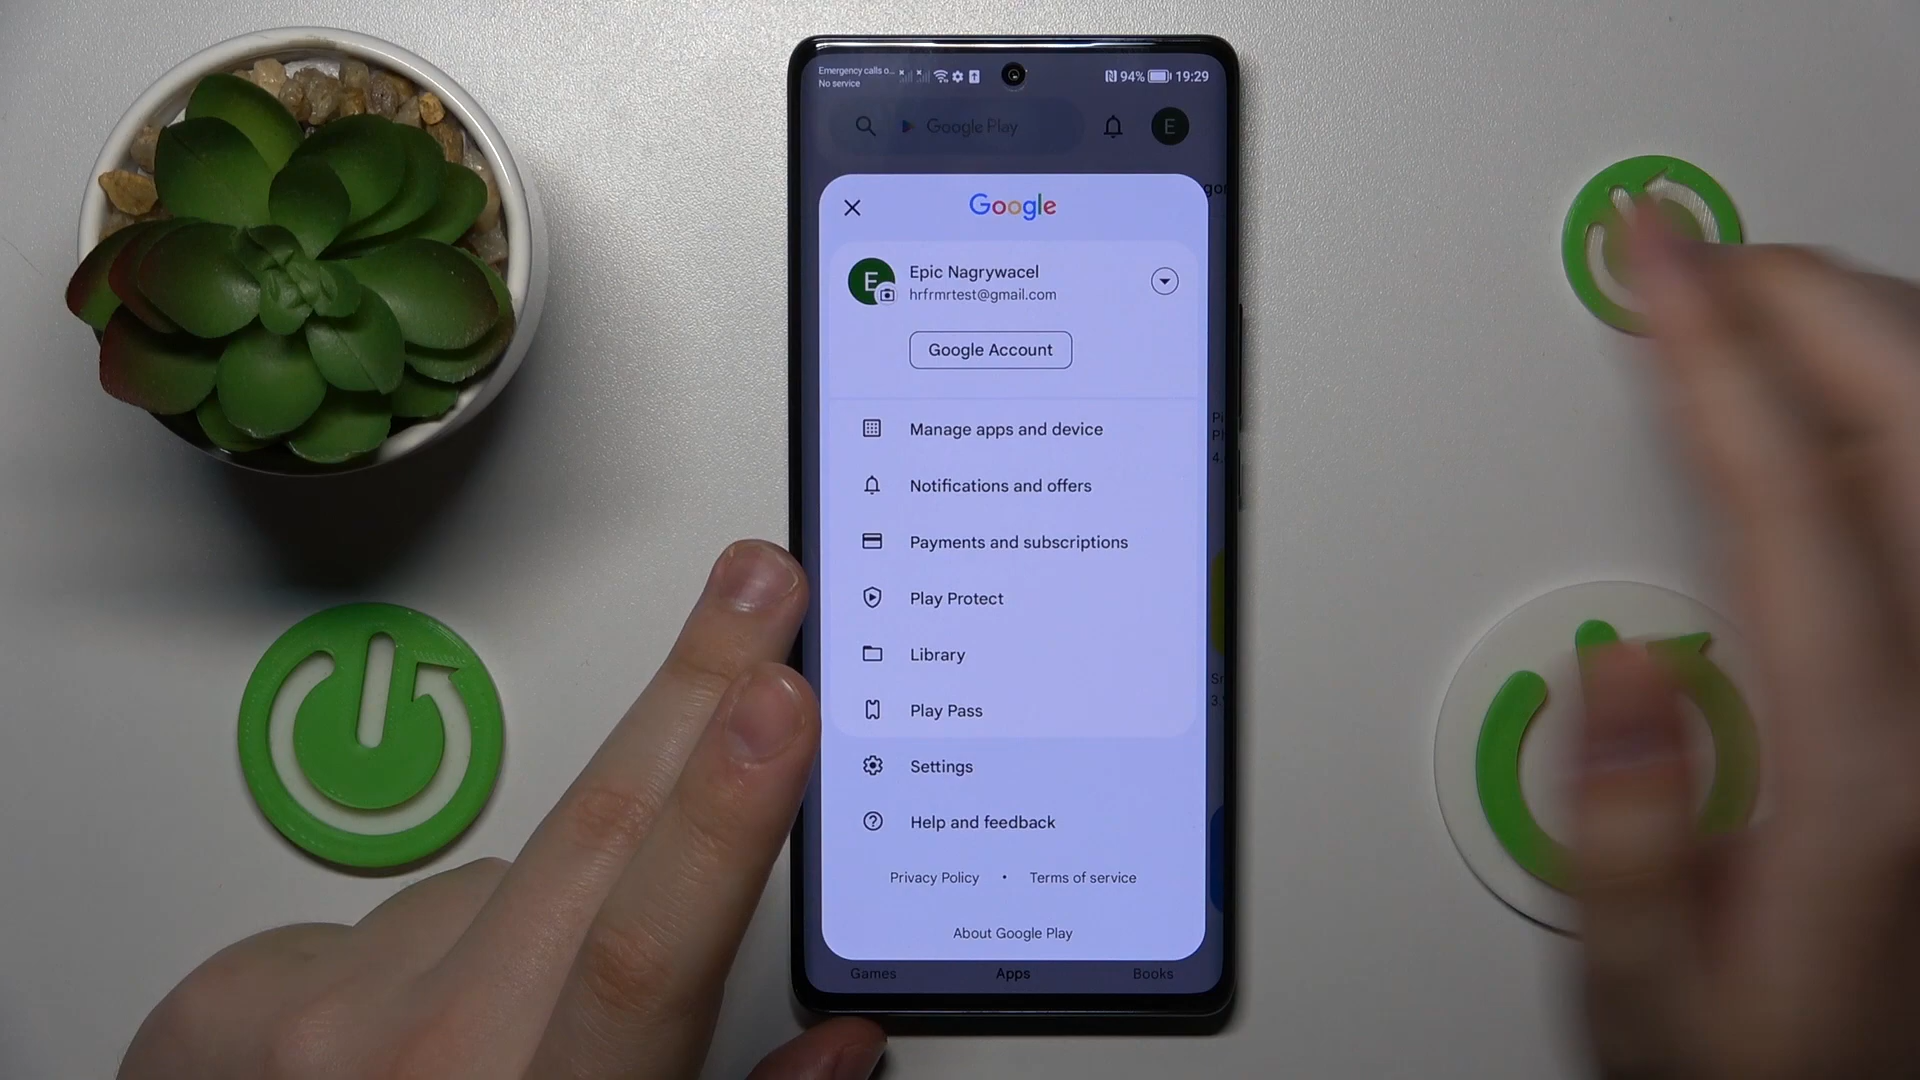 Emergency calls o...
No service
94%
19:29
Google Play
E
Google
E
Epic Nagrywacel
hrfrmrtest@gmail.com
Google Account
Manage apps and device
Notifications and offers
Payments and subscriptions
Play Protect
Library
Play Pass
Settings
Help and feedback
Privacy Policy • Terms of service
About Google Play
Games Apps Books